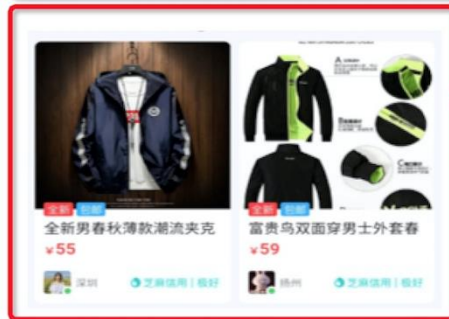 全新 包邮
全新男春秋薄款潮流夹克
¥55
深圳
芝麻信用 | 极好
全新 包邮
富贵鸟双面穿男士外套春
¥59
扬州
芝麻信用 | 极好